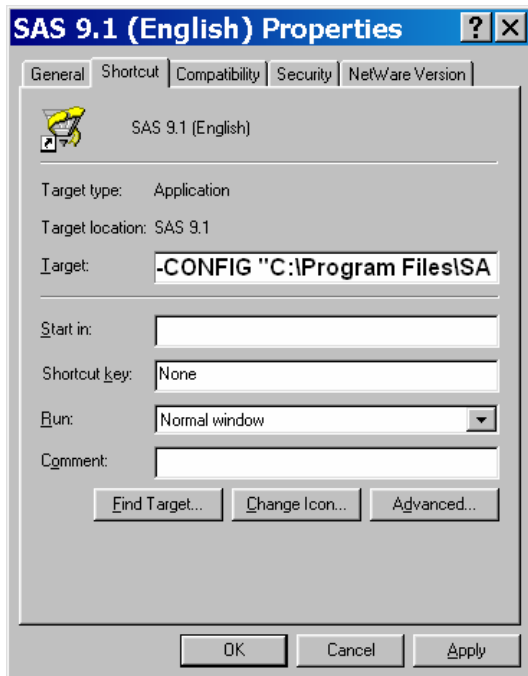 SAS 9.1 (English) Properties ? X
General Shortcut Compatibility Security NetWare Version
SAS 9.1 (English)
Target type: Application
Target location: SAS 9.1
Target: -CONFIG "C:\Program Files\SA
Start in:
Shortcut key: None
Run: Normal window
Comment:
Find Target... Change Icon... Advanced...
OK Cancel Apply